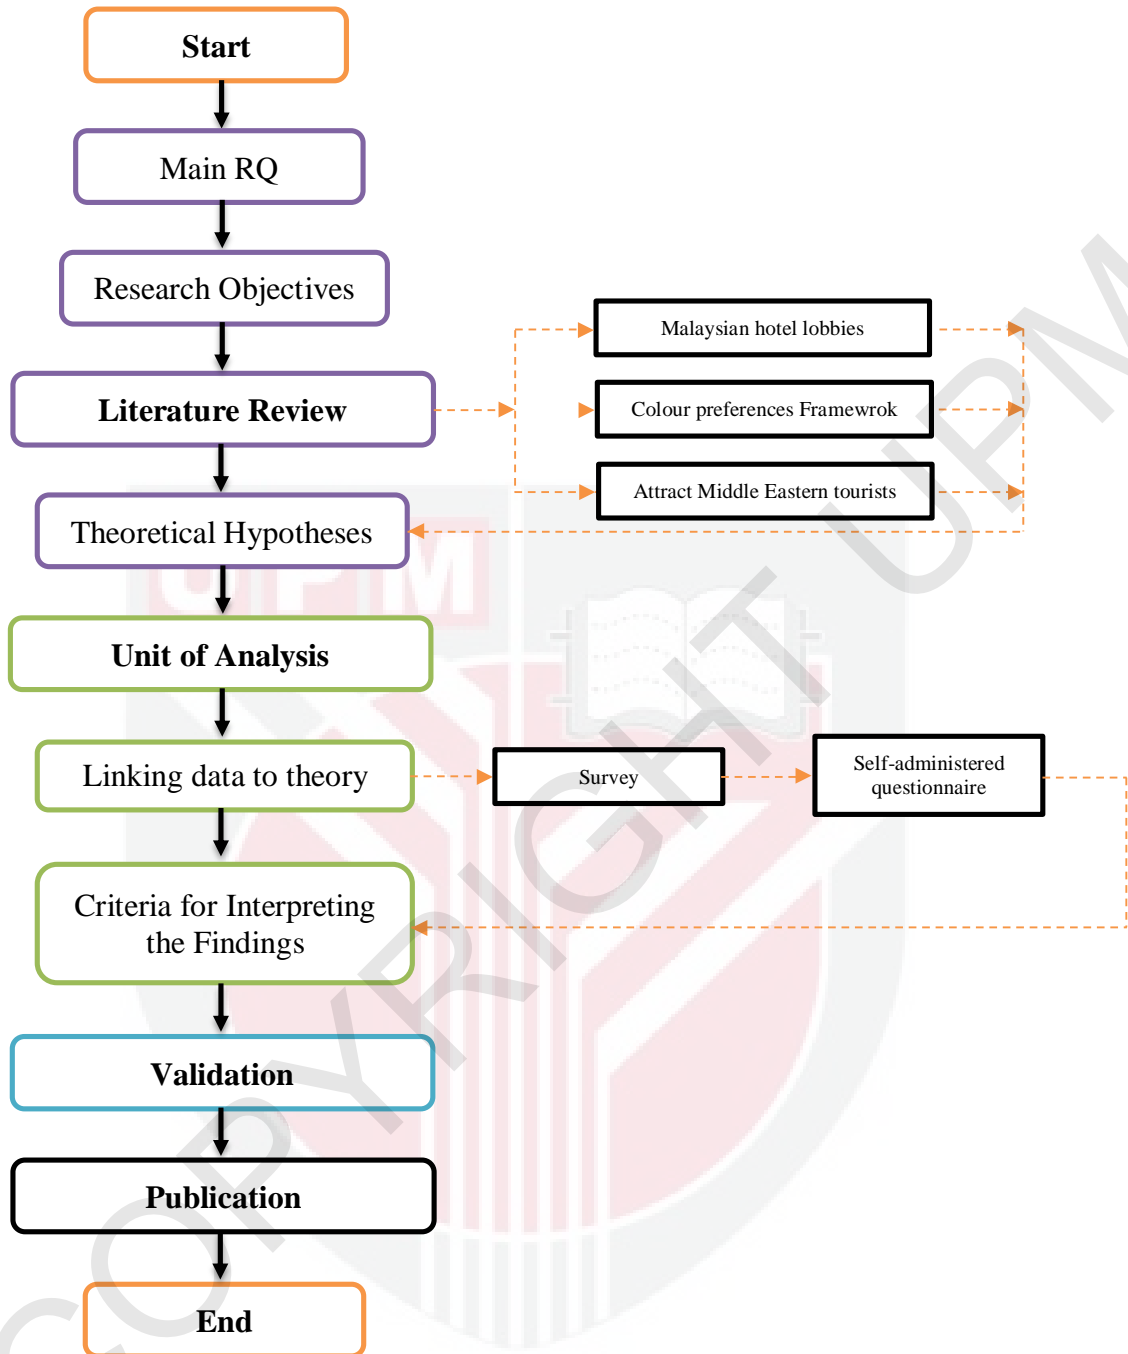 Start
Main RQ
Research Objectives
Literature Review
Malaysian hotel lobbies
Colour preferences Framewrok
Attract Middle Eastern tourists
Theoretical Hypotheses
UPM
Unit of Analysis
Linking data to theory
Survey
Self-administered
questionnaire
Criteria for Interpreting
the Findings
Validation
Publication
End
COPYRIGHT UPM